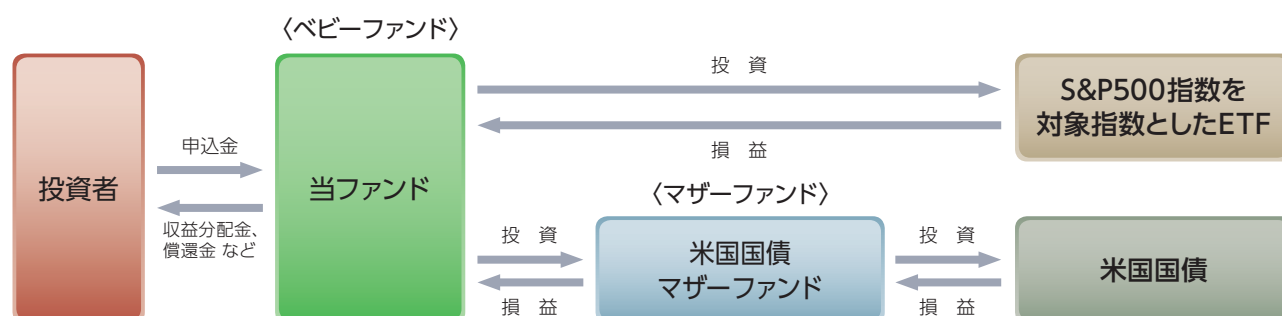 〈ベビーファンド〉
投資者
申込金
収益分配金、
償還金 など
当ファンド
投 資
損 益
S&P500指数を
対象指数としたETF
〈マザーファンド〉
投 資
損 益
米国国債
マザーファンド
投 資
損 益
米国国債